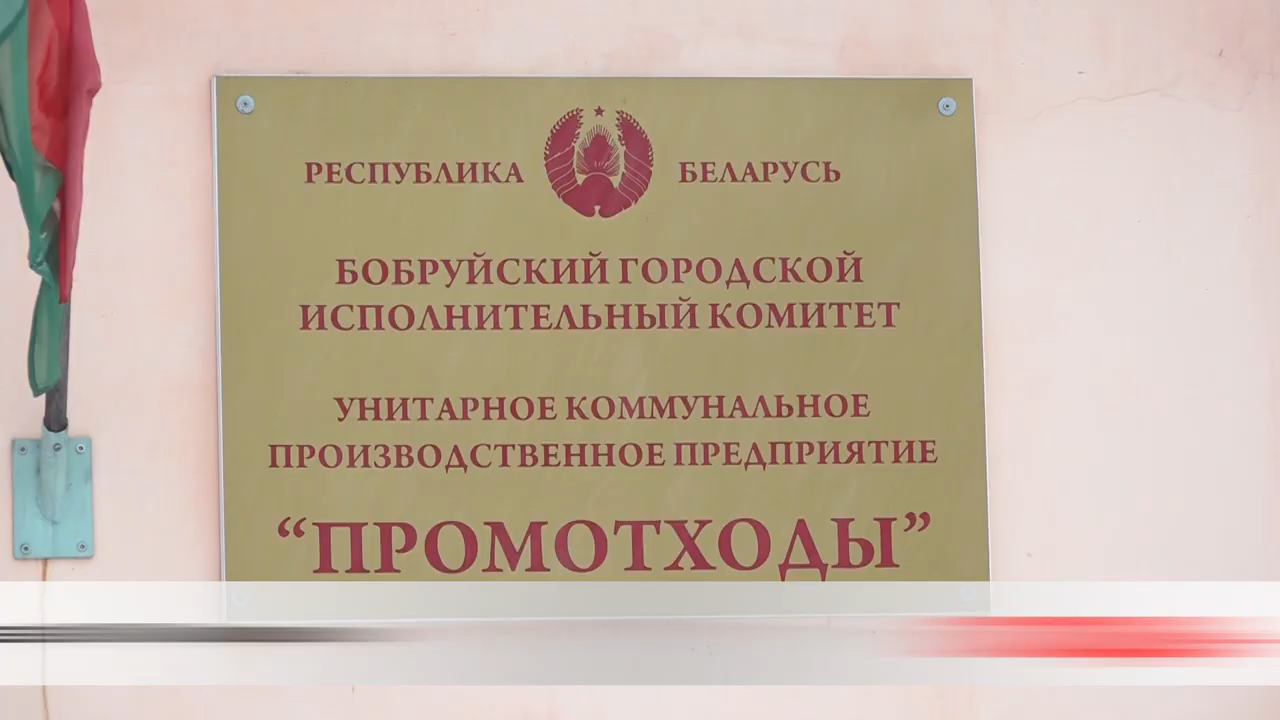 РЕСПУБЛИКА БЕЛАРУСЬ
БОБРУЙСКИЙ ГОРОДСКОЙ
ИСПОЛНИТЕЛЬНЫЙ КОМИТЕТ
УНИТАРНОЕ КОММУНАЛЬНОЕ
ПРОИЗВОДСТВЕННОЕ ПРЕДПРИЯТИЕ
“ПРОМОТХОДЫ”